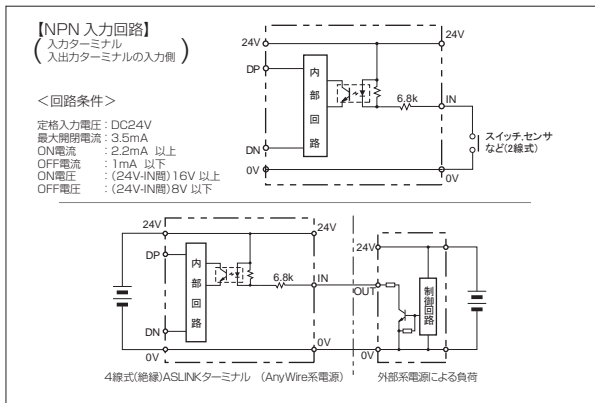 【NPN 入力回路】
(入力ターミナル
入出力ターミナルの入力側)
＜回路条件＞
定格入力電圧：DC24V
最大開閉電流：3.5mA
ON電流　　：2.2mA 以上
OFF電流　　：1mA 以下
ON電圧　　：(24V-IN間)16V 以上
OFF電圧　　：(24V-IN間)8V 以下
24V
24V
DP
内部回路
6.8k
IN
スイッチ,センサ
など(2線式)
DN
0V
0V
24V
24V
24V
DP
内部回路
6.8k
IN
OUT
制御回路
DN
0V
0V
0V
4線式(絶縁)ASLINKターミナル　(AnyWire系電源)
外部系電源による負荷